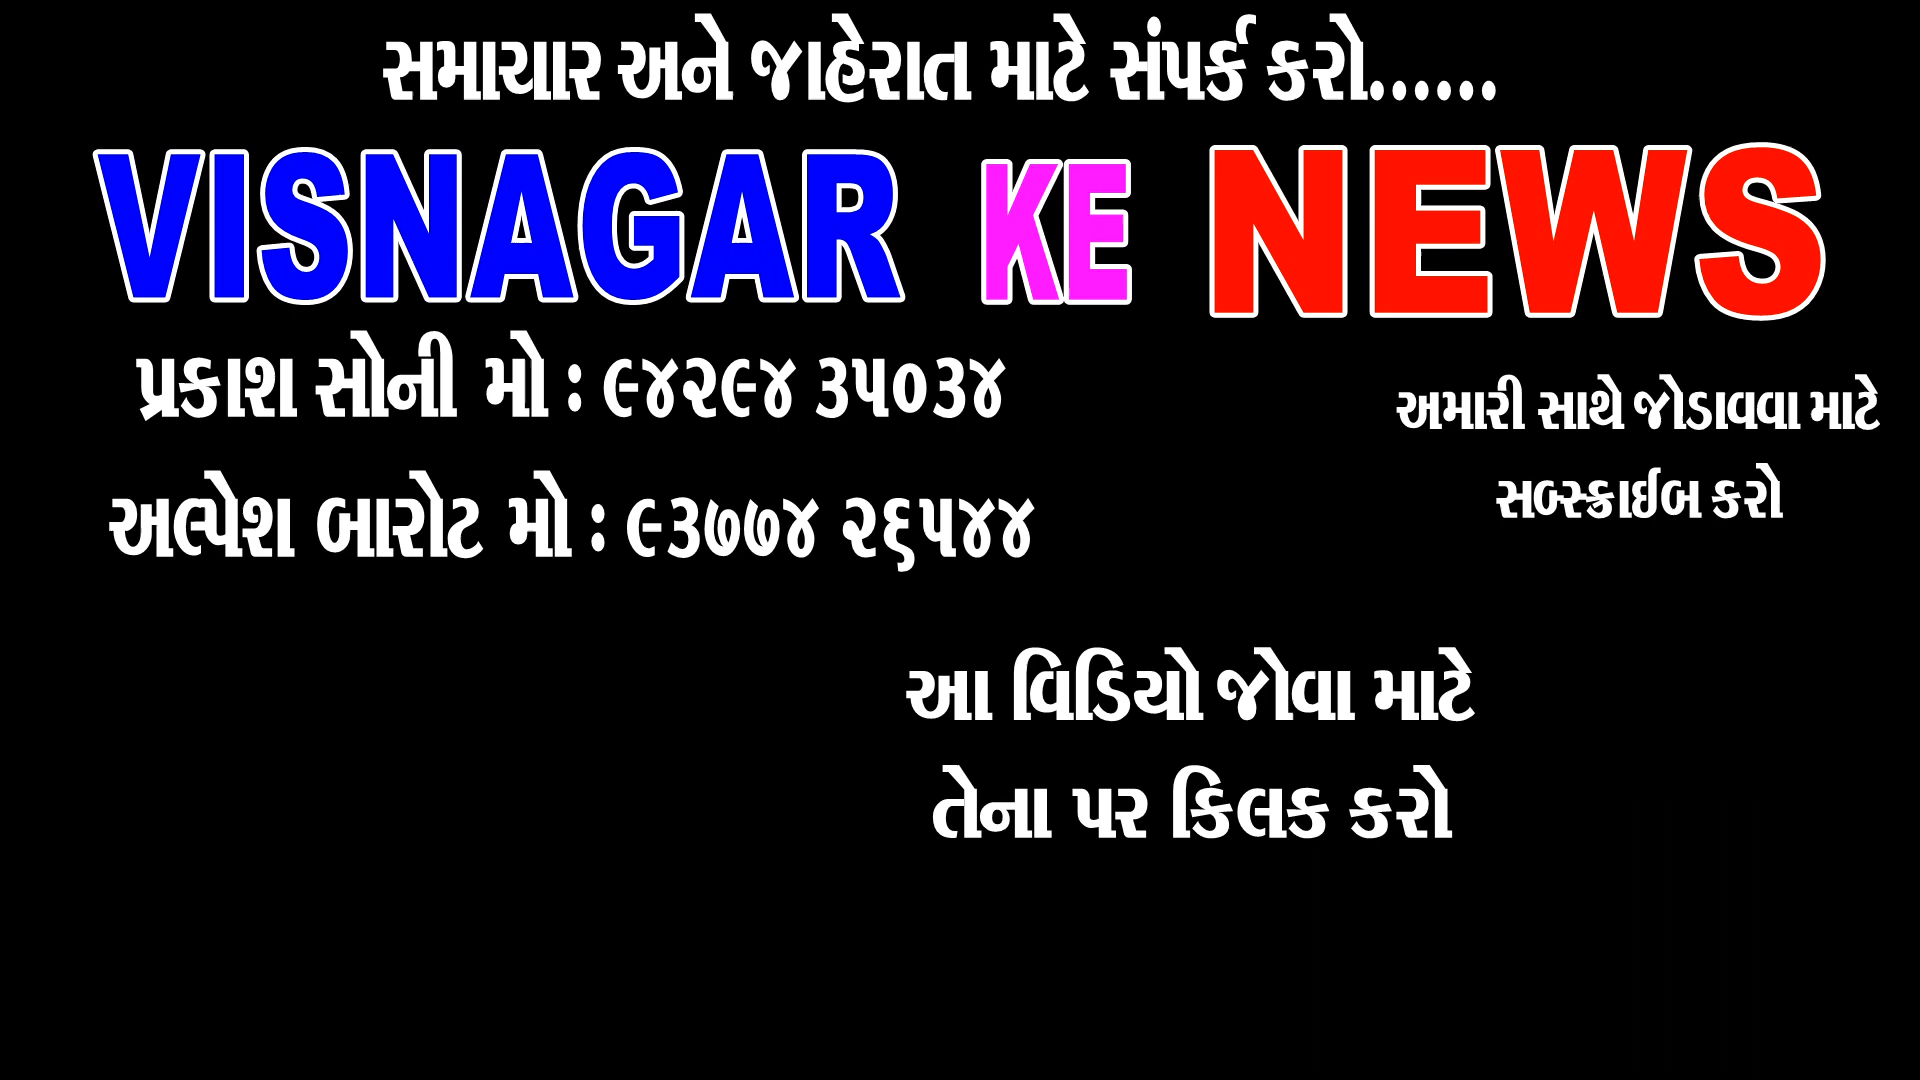 સમાચાર અને જાહેરાત માટે સંપર્ક કરો......
VISNAGAR KE NEWS
પ્રકાશ સોની મો : ૯૪૨૯૪ ૩૫૦૩૪
અલ્પેશ બારોટ મો : ૯૩૭૭૪ ૨૬૫૪૪
અમારી સાથે જોડાવવા માટે
સબ્સ્ક્રાઈબ કરો
આ વિડિયો જોવા માટે
તેના પર કિલક કરો